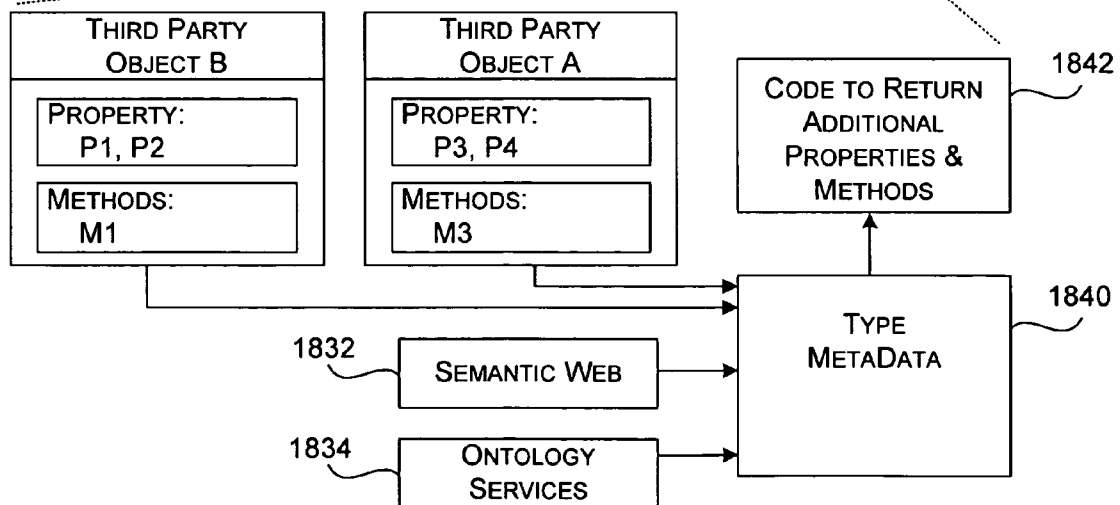 THIRD PARTY
OBJECT B
PROPERTY:
P1, P2
METHODS:
M1
THIRD PARTY
OBJECT A
PROPERTY:
P3, P4
METHODS:
M3
CODE TO RETURN
ADDITIONAL
PROPERTIES &
METHODS
1842
TYPE
METADATA
1840
1832
SEMANTIC WEB
1834
ONTOLOGY
SERVICES